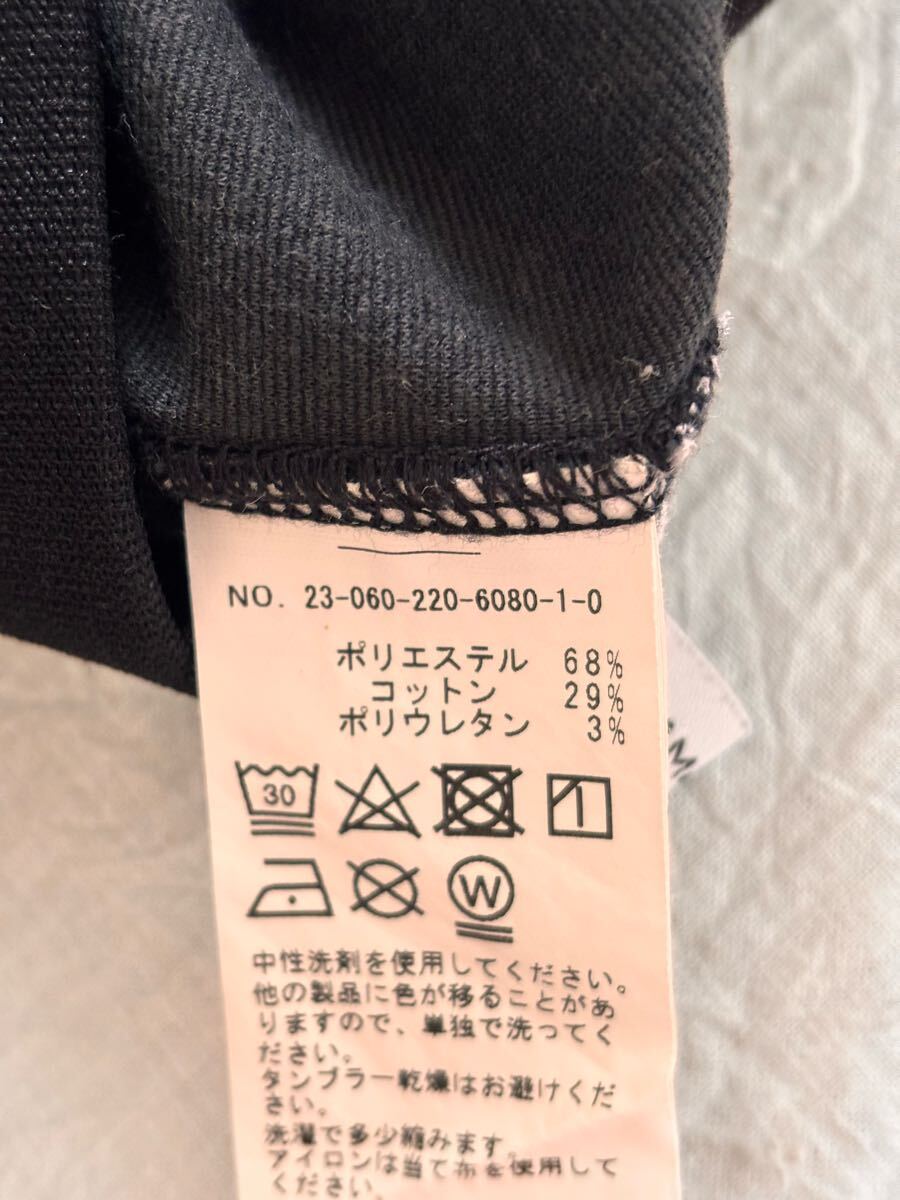 NO. 23-060-220-6080-1-0
ポリエステル 68%
コットン 29%
ポリウレタン 3%
30
W
中性洗剤を使用してください。
他の製品に色が移ることがあ
りますので、単独で洗ってく
ださい。
タンブラー乾燥はお避けくだ
さい。
洗濯で多少縮みます。
アイロンは当て布を使用して
ください。